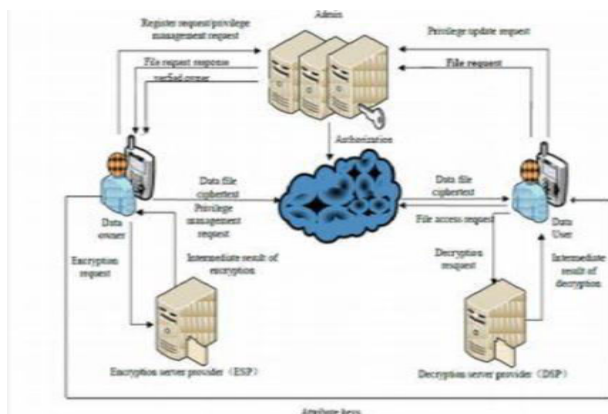 Admin
Register request/privilege
management request
Privilege update request
File request response
File request
verfied owner
Authorization
Data file
ciphertext
Privilege
management
request
Data file
ciphertext
File access request
Data
owner
Data
User
Encryption
request
Intermediate result of
encryption
Decryption
request
Intermediate
result of
decryption
Encryption server provider（ESP）
Decryption server provider（DSP）
Attribute keys